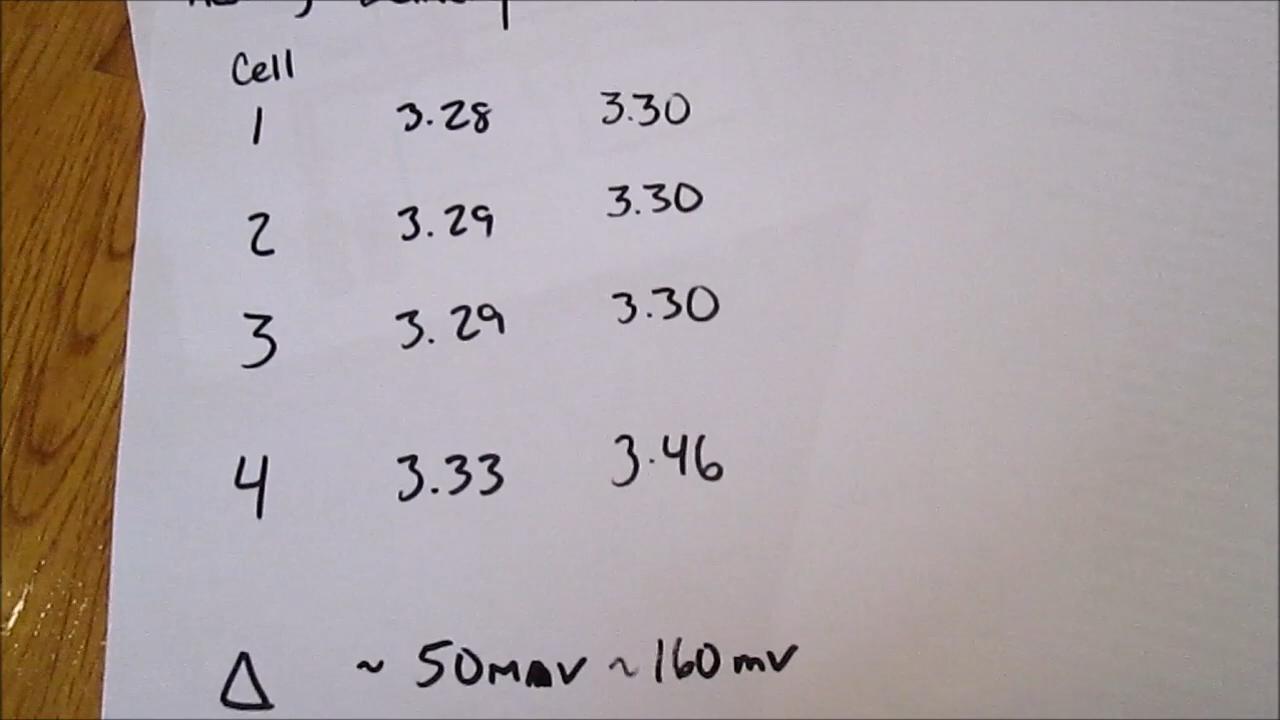 Cell
1 3.28 3.30
2 3.29 3.30
3 3.29 3.30
4 3.33 3.46
Δ ~ 50mv ~160mv